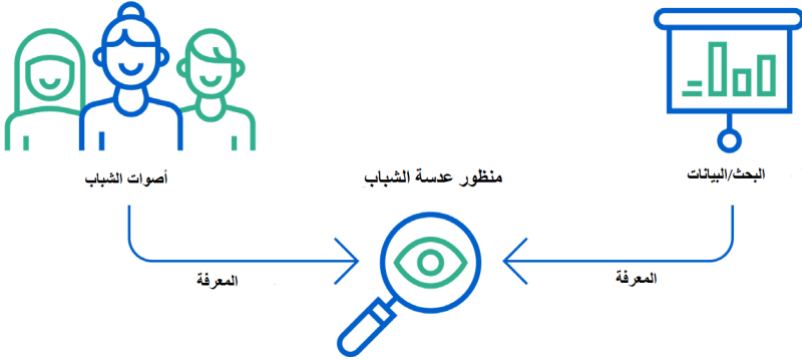 منظور عدسة الشباب
البحث/البيانات
أصوات الشباب
المعرفة
المعرفة